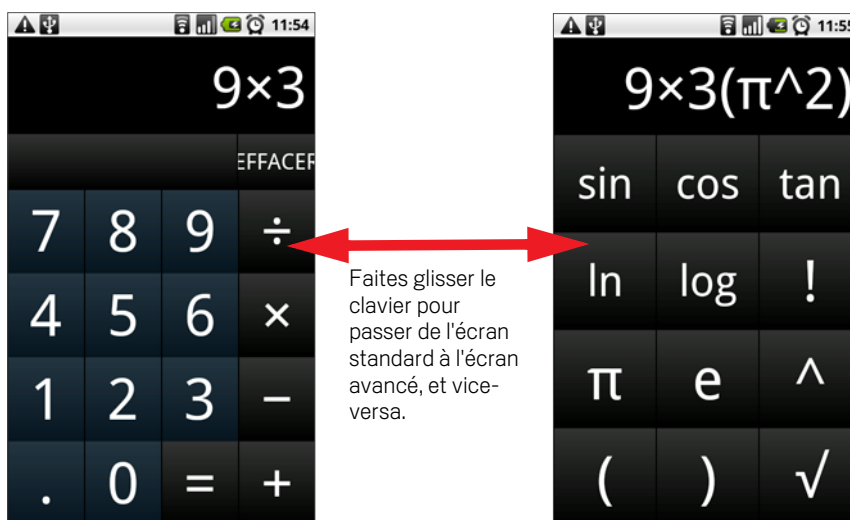 11:54
9×3
EFFACER
7 8 9 ÷
4 5 6 ×
1 2 3 −
. 0 = +
Faites glisser le
clavier pour
passer de l'écran
standard à l'écran
avancé, et vice-
versa.
11:55
9×3(π^2)
sin cos tan
ln log !
π e ^
( ) √